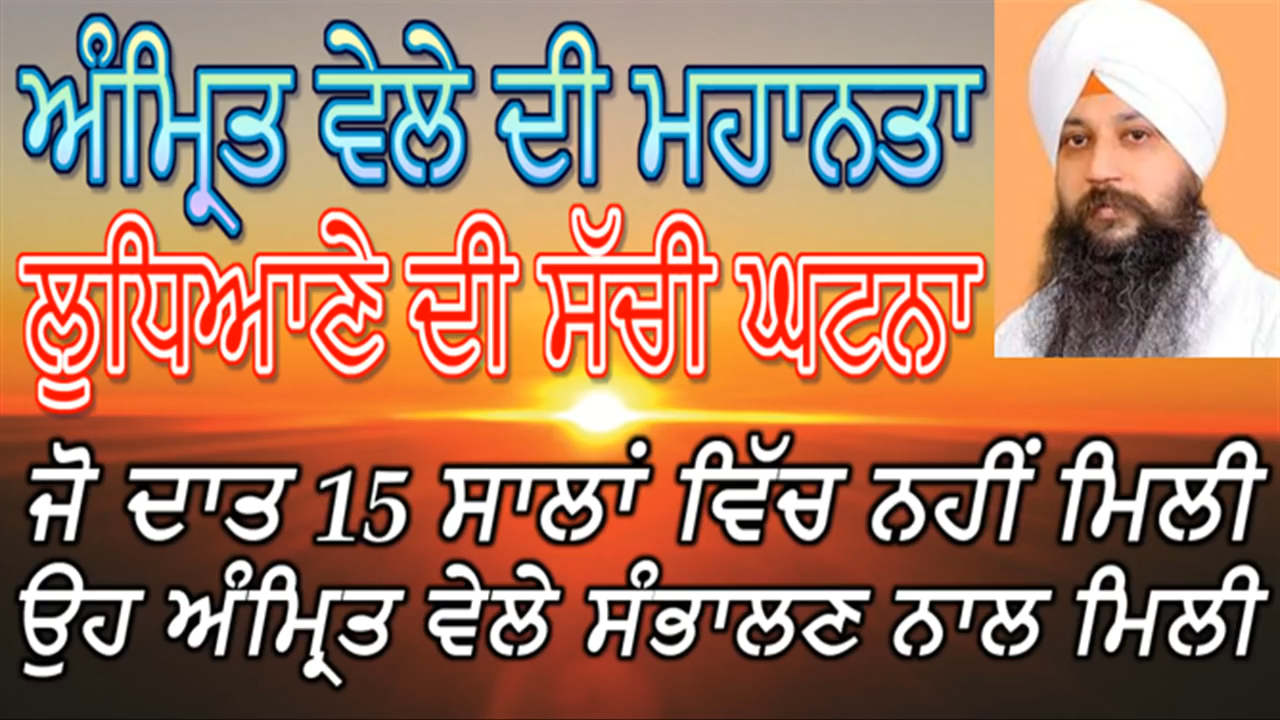 ਅੰਮ੍ਰਿਤ ਵੇਲੇ ਦੀ ਮਹਾਨਤਾ
ਲੂਧਿਆਣੇ ਦੀ ਸੱਚੀ ਘਟਨਾ
ਜੋ ਦਾਤ 15 ਸਾਲਾਂ ਵਿੱਚ ਨਹੀਂ ਮਿਲੀ
ਉਹ ਅੰਮ੍ਰਿਤ ਵੇਲੇ ਸੰਭਾਲਣ ਨਾਲ ਮਿਲੀ